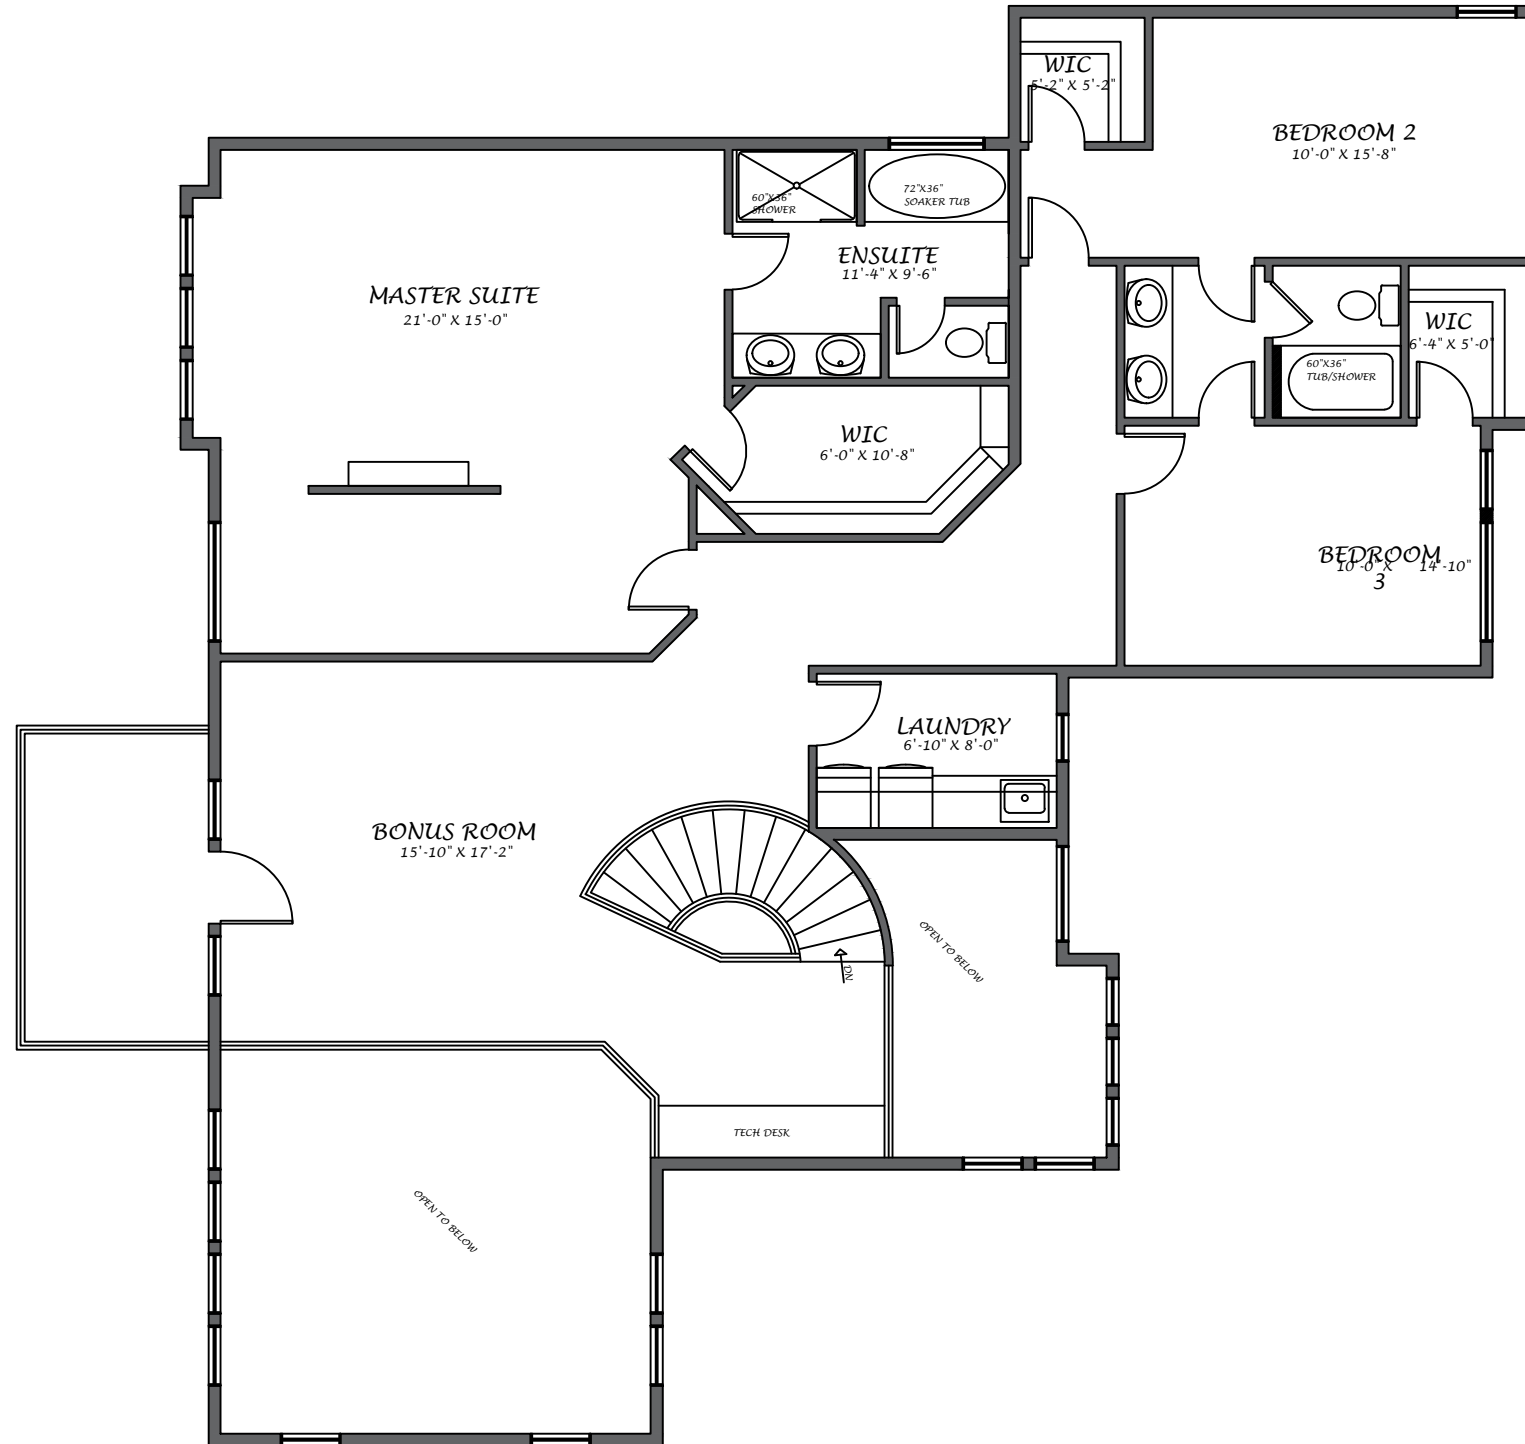 WIC
5'-2" X 5'-2"
BEDROOM 2
10'-0" X 15'-8"
60"X36"
SHOWER
72"X36"
SOAKER TUB
ENSUITE
11'-4" X 9'-6"
MASTER SUITE
21'-0" X 15'-0"
WIC
6'-4" X 5'-0"
60"X36"
TUB/SHOWER
WIC
6'-0" X 10'-8"
BEDROOM
3
10'-0" X 14'-10"
LAUNDRY
6'-10" X 8'-0"
BONUS ROOM
15'-10" X 17'-2"
OPEN TO BELOW
DN
TECH DESK
OPEN TO BELOW